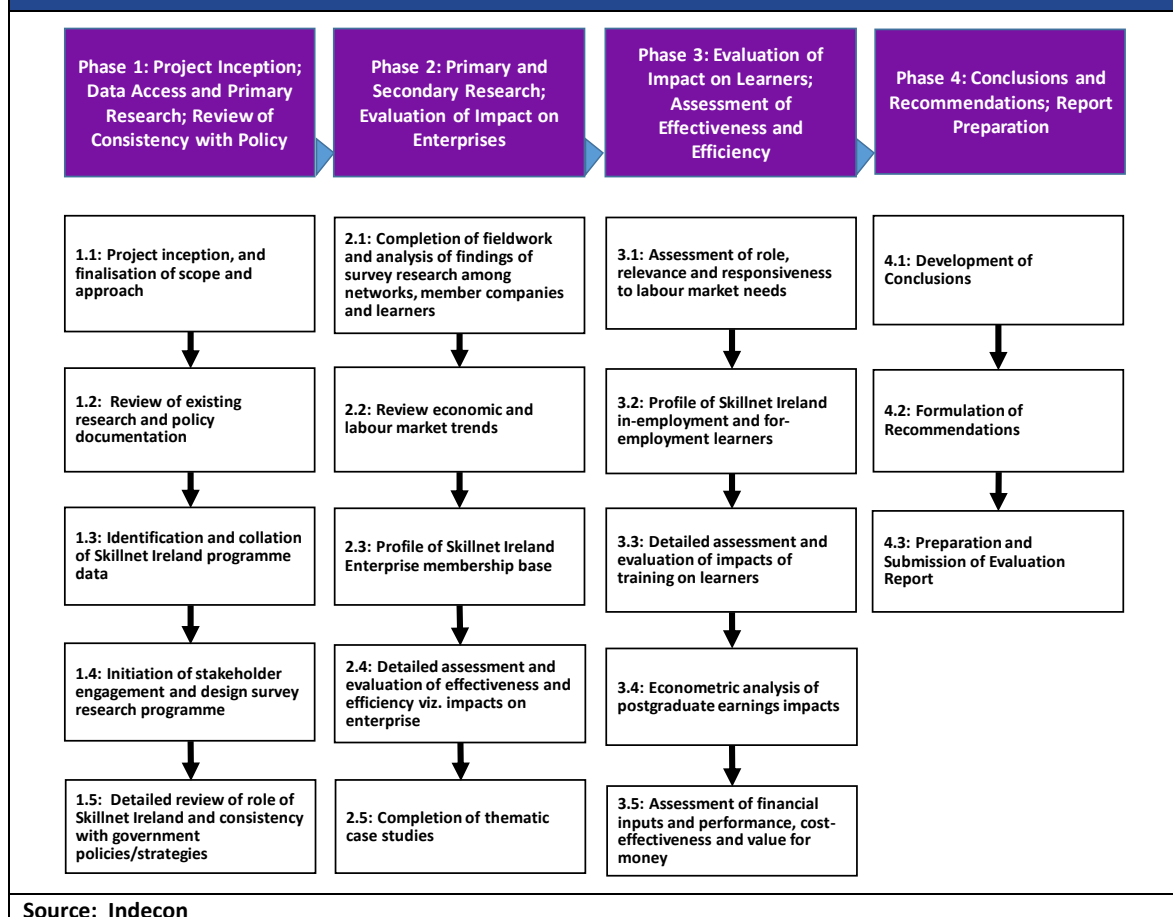 Phase 1: Project Inception;
Data Access and Primary
Research; Review of
Consistency with Policy
Phase 2: Primary and
Secondary Research;
Evaluation of Impact on
Enterprises
Phase 3: Evaluation of
Impact on Learners;
Assessment of
Effectiveness and
Efficiency
Phase 4: Conclusions and
Recommendations; Report
Preparation
1.1: Project inception, and
finalisation of scope and
approach
1.2: Review of existing
research and policy
documentation
1.3: Identification and collation
of Skillnet Ireland programme
data
1.4: Initiation of stakeholder
engagement and design survey
research programme
1.5: Detailed review of role of
Skillnet Ireland and consistency
with government
policies/strategies
2.1: Completion of fieldwork
and analysis of findings of
survey research among
networks, member companies
and learners
2.2: Review economic and
labour market trends
2.3: Profile of Skillnet Ireland
Enterprise membership base
2.4: Detailed assessment and
evaluation of effectiveness and
efficiency viz. impacts on
enterprise
2.5: Completion of thematic
case studies
3.1: Assessment of role,
relevance and responsiveness
to labour market needs
3.2: Profile of Skillnet Ireland
in-employment and for-
employment learners
3.3: Detailed assessment and
evaluation of impacts of
training on learners
3.4: Econometric analysis of
postgraduate earnings impacts
3.5: Assessment of financial
inputs and performance, cost-
effectiveness and value for
money
4.1: Development of
Conclusions
4.2: Formulation of
Recommendations
4.3: Preparation and
Submission of Evaluation
Report
Source: Indecon